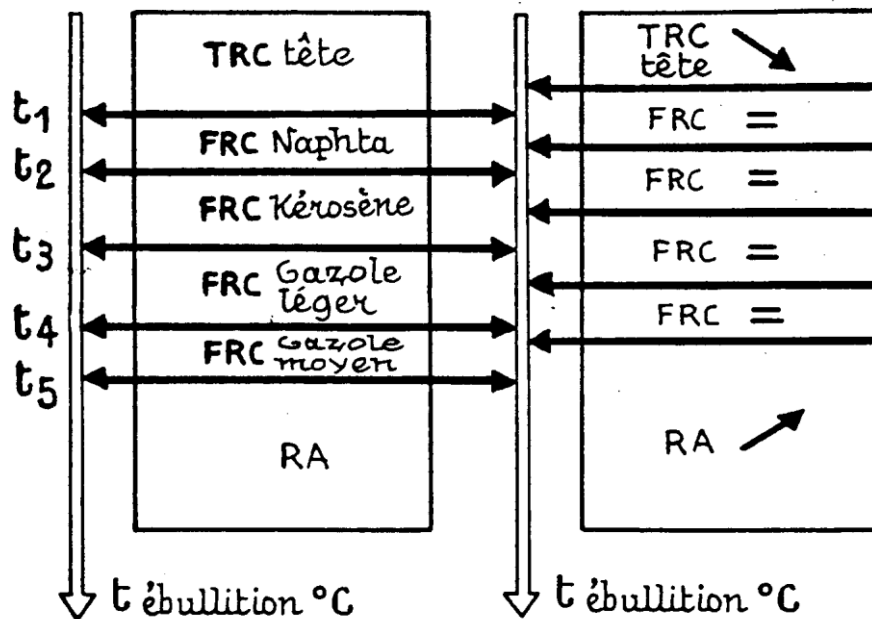 TRC tête
t1
FRC Naphta
t2
FRC Kérosène
t3
FRC Gazole
léger
t4
FRC Gazole
moyen
t5
RA
t ébullition °C
TRC
tête
FRC =
FRC =
FRC =
FRC =
RA
t ébullition °C